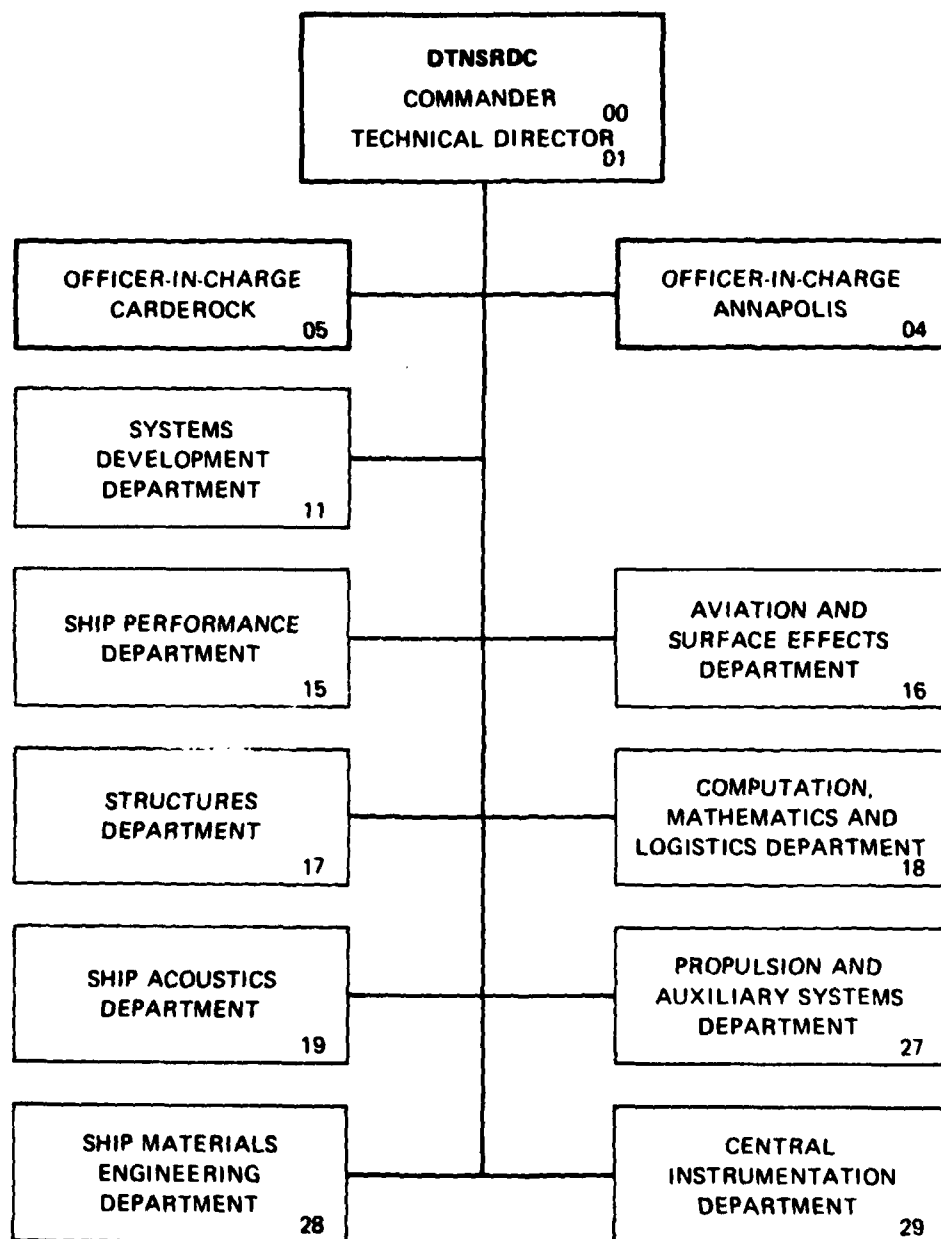 DTNSRDC
COMMANDER
00
TECHNICAL DIRECTOR
01
OFFICER-IN-CHARGE
CARDEROCK
05
OFFICER-IN-CHARGE
ANNAPOLIS
04
SYSTEMS
DEVELOPMENT
DEPARTMENT
11
SHIP PERFORMANCE
DEPARTMENT
15
AVIATION AND
SURFACE EFFECTS
DEPARTMENT
16
STRUCTURES
DEPARTMENT
17
COMPUTATION,
MATHEMATICS AND
LOGISTICS DEPARTMENT
18
SHIP ACOUSTICS
DEPARTMENT
19
PROPULSION AND
AUXILIARY SYSTEMS
DEPARTMENT
27
SHIP MATERIALS
ENGINEERING
DEPARTMENT
28
CENTRAL
INSTRUMENTATION
DEPARTMENT
29